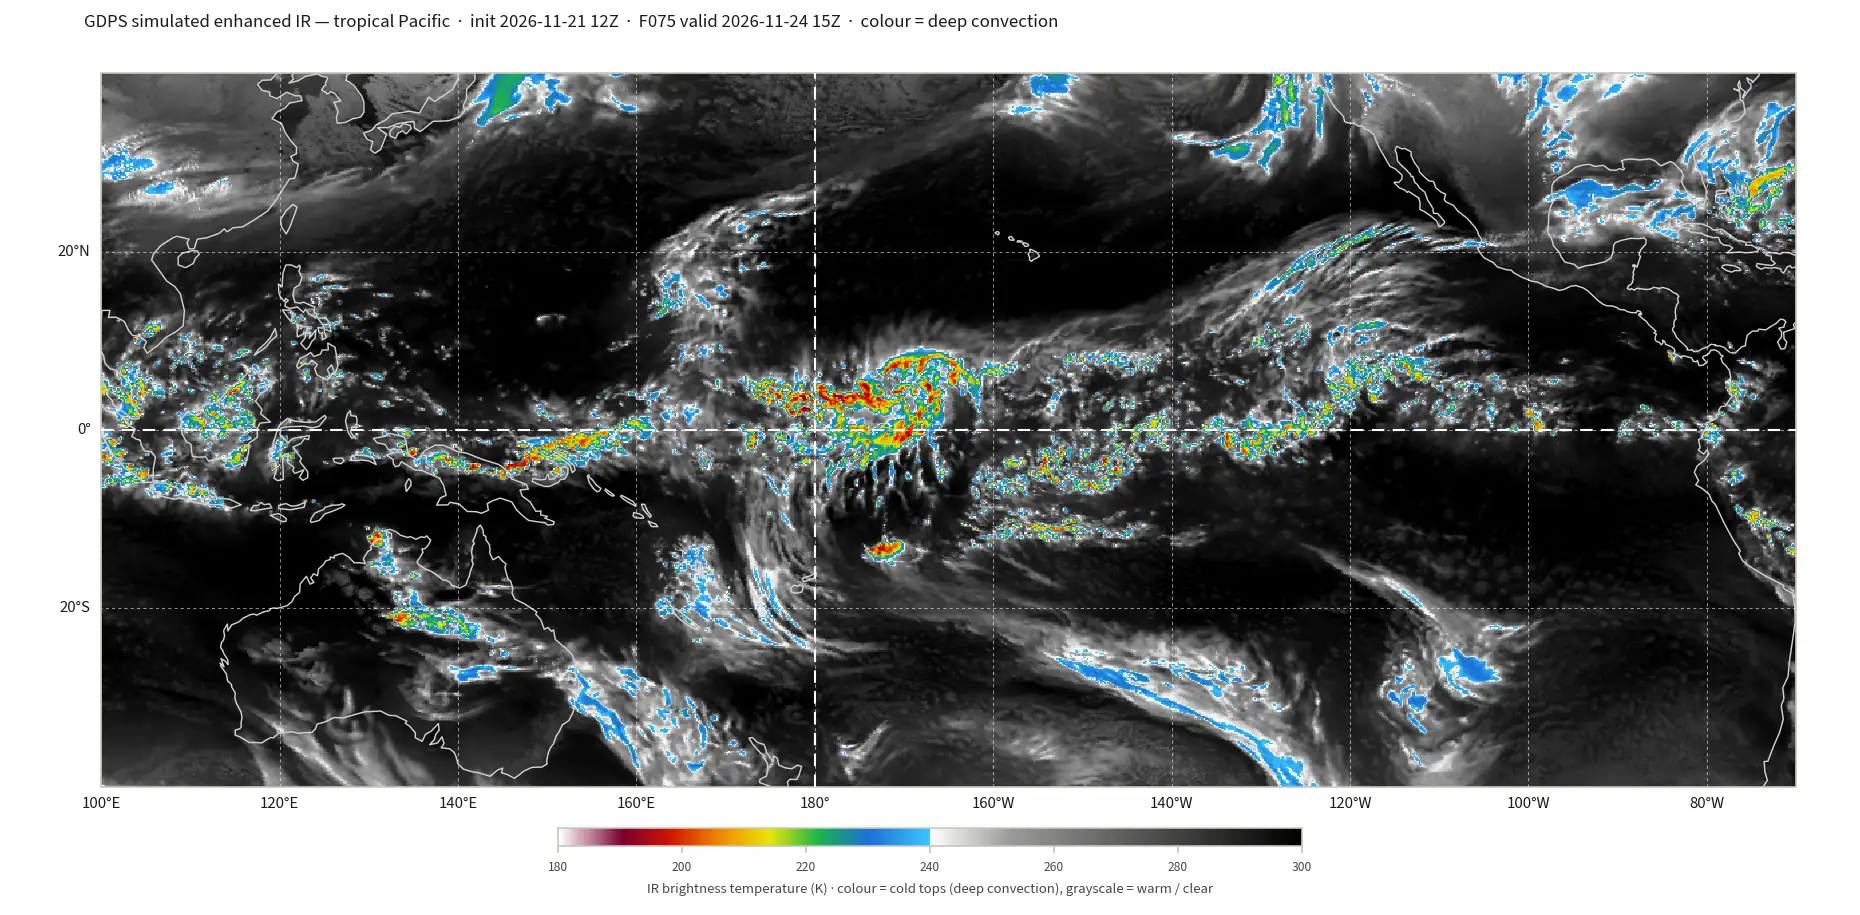 GDPS simulated enhanced IR — tropical Pacific · init 2026-11-21 12Z · F075 valid 2026-11-24 15Z · colour = deep convection
20°N
0°
20°S
100°E 120°E 140°E 160°E 180° 160°W 140°W 120°W 100°W 80°W
180 200 220 240 260 280 300
IR brightness temperature (K) · colour = cold tops (deep convection), grayscale = warm / clear